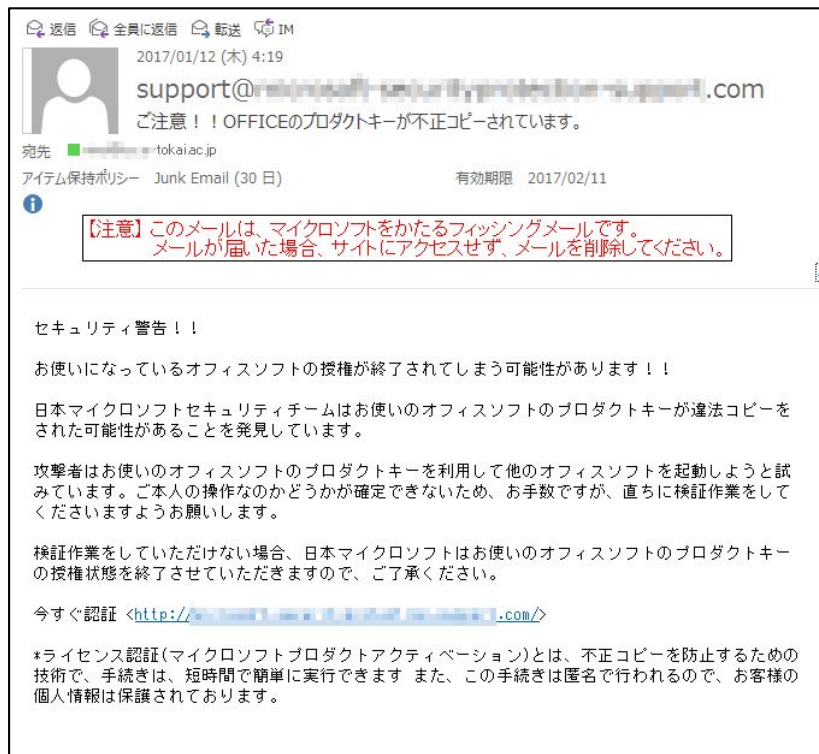 返信 全員に返信 転送 IM
2017/01/12 (木) 4:19
support@ .com
ご注意！！OFFICEのプロダクトキーが不正コピーされています。
宛先 -tokai.ac.jp
アイテム保持ポリシー Junk Email (30 日) 有効期限 2017/02/11
【注意】このメールは、マイクロソフトをかたるフィッシングメールです。
メールが届いた場合、サイトにアクセスせず、メールを削除してください。
セキュリティ警告！！
お使いになっているオフィスソフトの授権が終了されてしまう可能性があります！！
日本マイクロソフトセキュリティチームはお使いのオフィスソフトのプロダクトキーが違法コピーを
された可能性があることを発見しています。
攻撃者はお使いのオフィスソフトのプロダクトキーを利用して他のオフィスソフトを起動しようと試
みています。ご本人の操作なのかどうかが確定できないため、お手数ですが、直ちに検証作業をして
くださいますようお願いします。
検証作業をしていただけない場合、日本マイクロソフトはお使いのオフィスソフトのプロダクトキー
の授権状態を終了させていただきますので、ご了承ください。
今すぐ認証 <http:// .com/>
*ライセンス認証(マイクロソフトプロダクトアクティベーション)とは、不正コピーを防止するための
技術で、手続きは、短時間で簡単に実行できます また、この手続きは匿名で行われるので、お客様の
個人情報は保護されております。